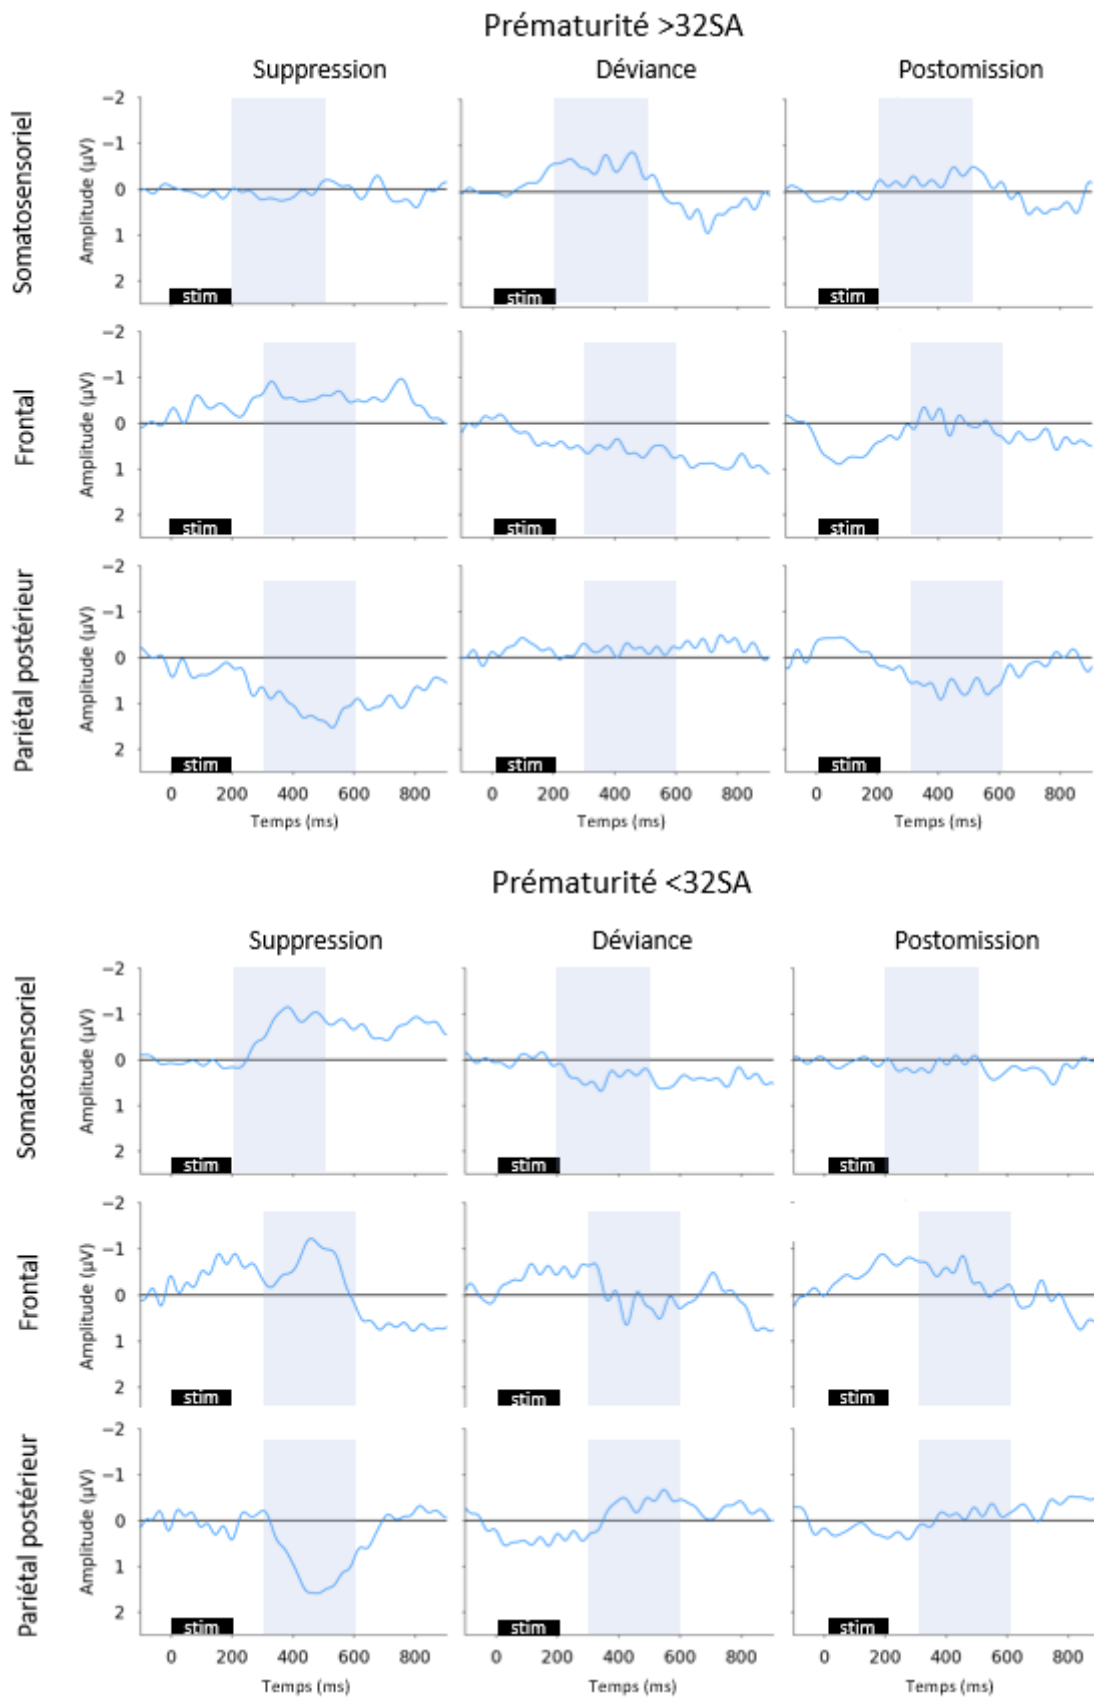 Prématurité >32SA
Suppression Déviance Postomission
Somatosensoriel
Amplitude (µV)
−2
−1
0
1
2
stim stim stim
Frontal
Amplitude (µV)
−2
−1
0
1
2
stim stim stim
Pariétal postérieur
Amplitude (µV)
−2
−1
0
1
2
stim stim stim
0 200 400 600 800 0 200 400 600 800 0 200 400 600 800
Temps (ms) Temps (ms) Temps (ms)
Prématurité <32SA
Suppression Déviance Postomission
Somatosensoriel
Amplitude (µV)
−2
−1
0
1
2
stim stim stim
Frontal
Amplitude (µV)
−2
−1
0
1
2
stim stim stim
Pariétal postérieur
Amplitude (µV)
−2
−1
0
1
2
stim stim stim
0 200 400 600 800 0 200 400 600 800 0 200 400 600 800
Temps (ms) Temps (ms) Temps (ms)